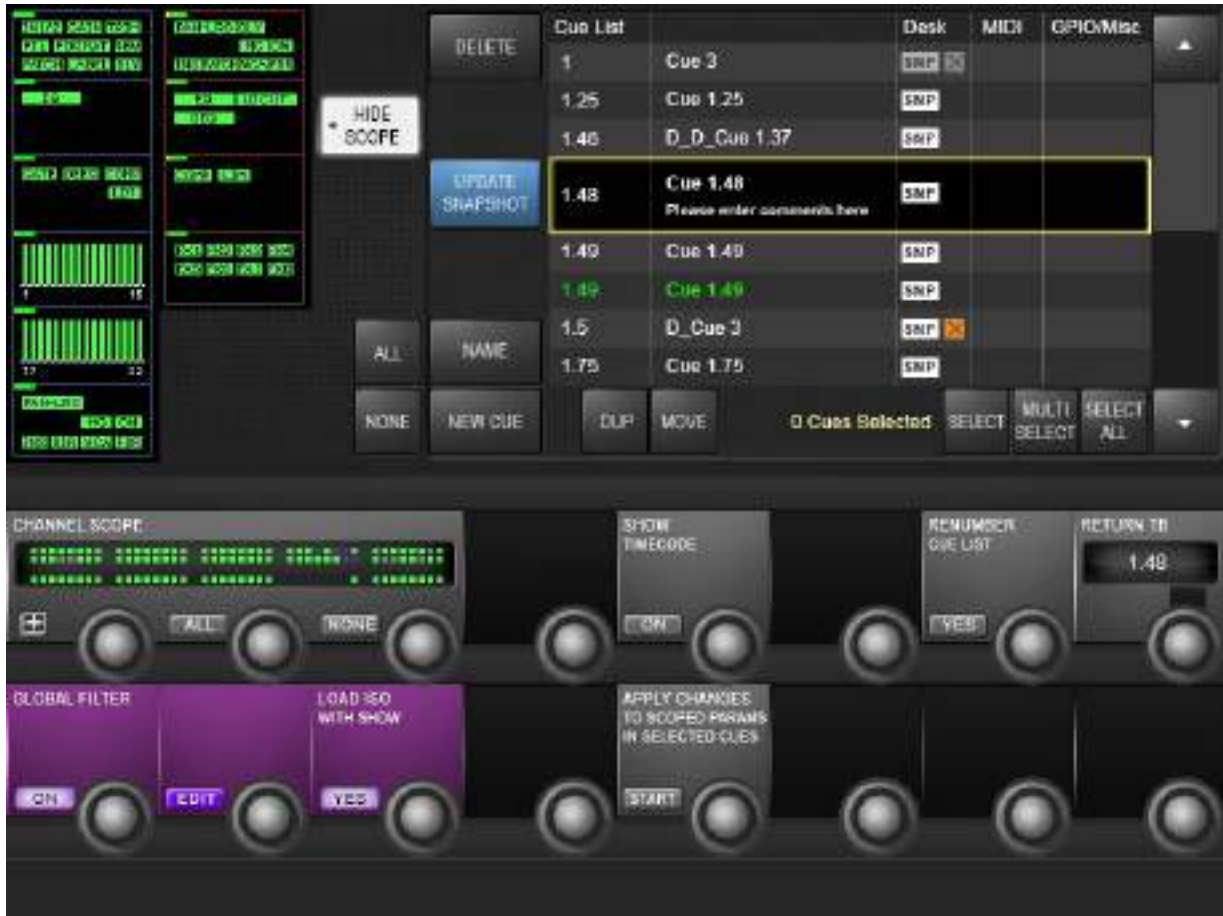 DELETE
Cue List Desk MIDI GPIO/Misc
1 Cue 3 SNP
1.25 Cue 1.25 SNP
HIDE SCOPE
1.46 D_D_Cue 1.37 SNP
UPDATE SNAPSHOT
1.48 Cue 1.48 SNP
Please enter comments here
1.49 Cue 1.49 SNP
1.49 Cue 1.49 SNP
1 16
1.5 D_Cue 3 SNP
ALL NAME
1.75 Cue 1.75 SNP
17 32
NONE NEW CUE DUP MOVE 0 Cues Selected SELECT MULTI SELECT SELECT ALL
CHANNEL SCOPE
SHOW TIMECODE
RENUMBER CUE LIST
RETURN TO
1.48
ALL NONE ON YES
GLOBAL FILTER
LOAD ISO WITH SHOW
APPLY CHANGES
TO SCOPED PARAMS
IN SELECTED CUES
ON EDIT YES START